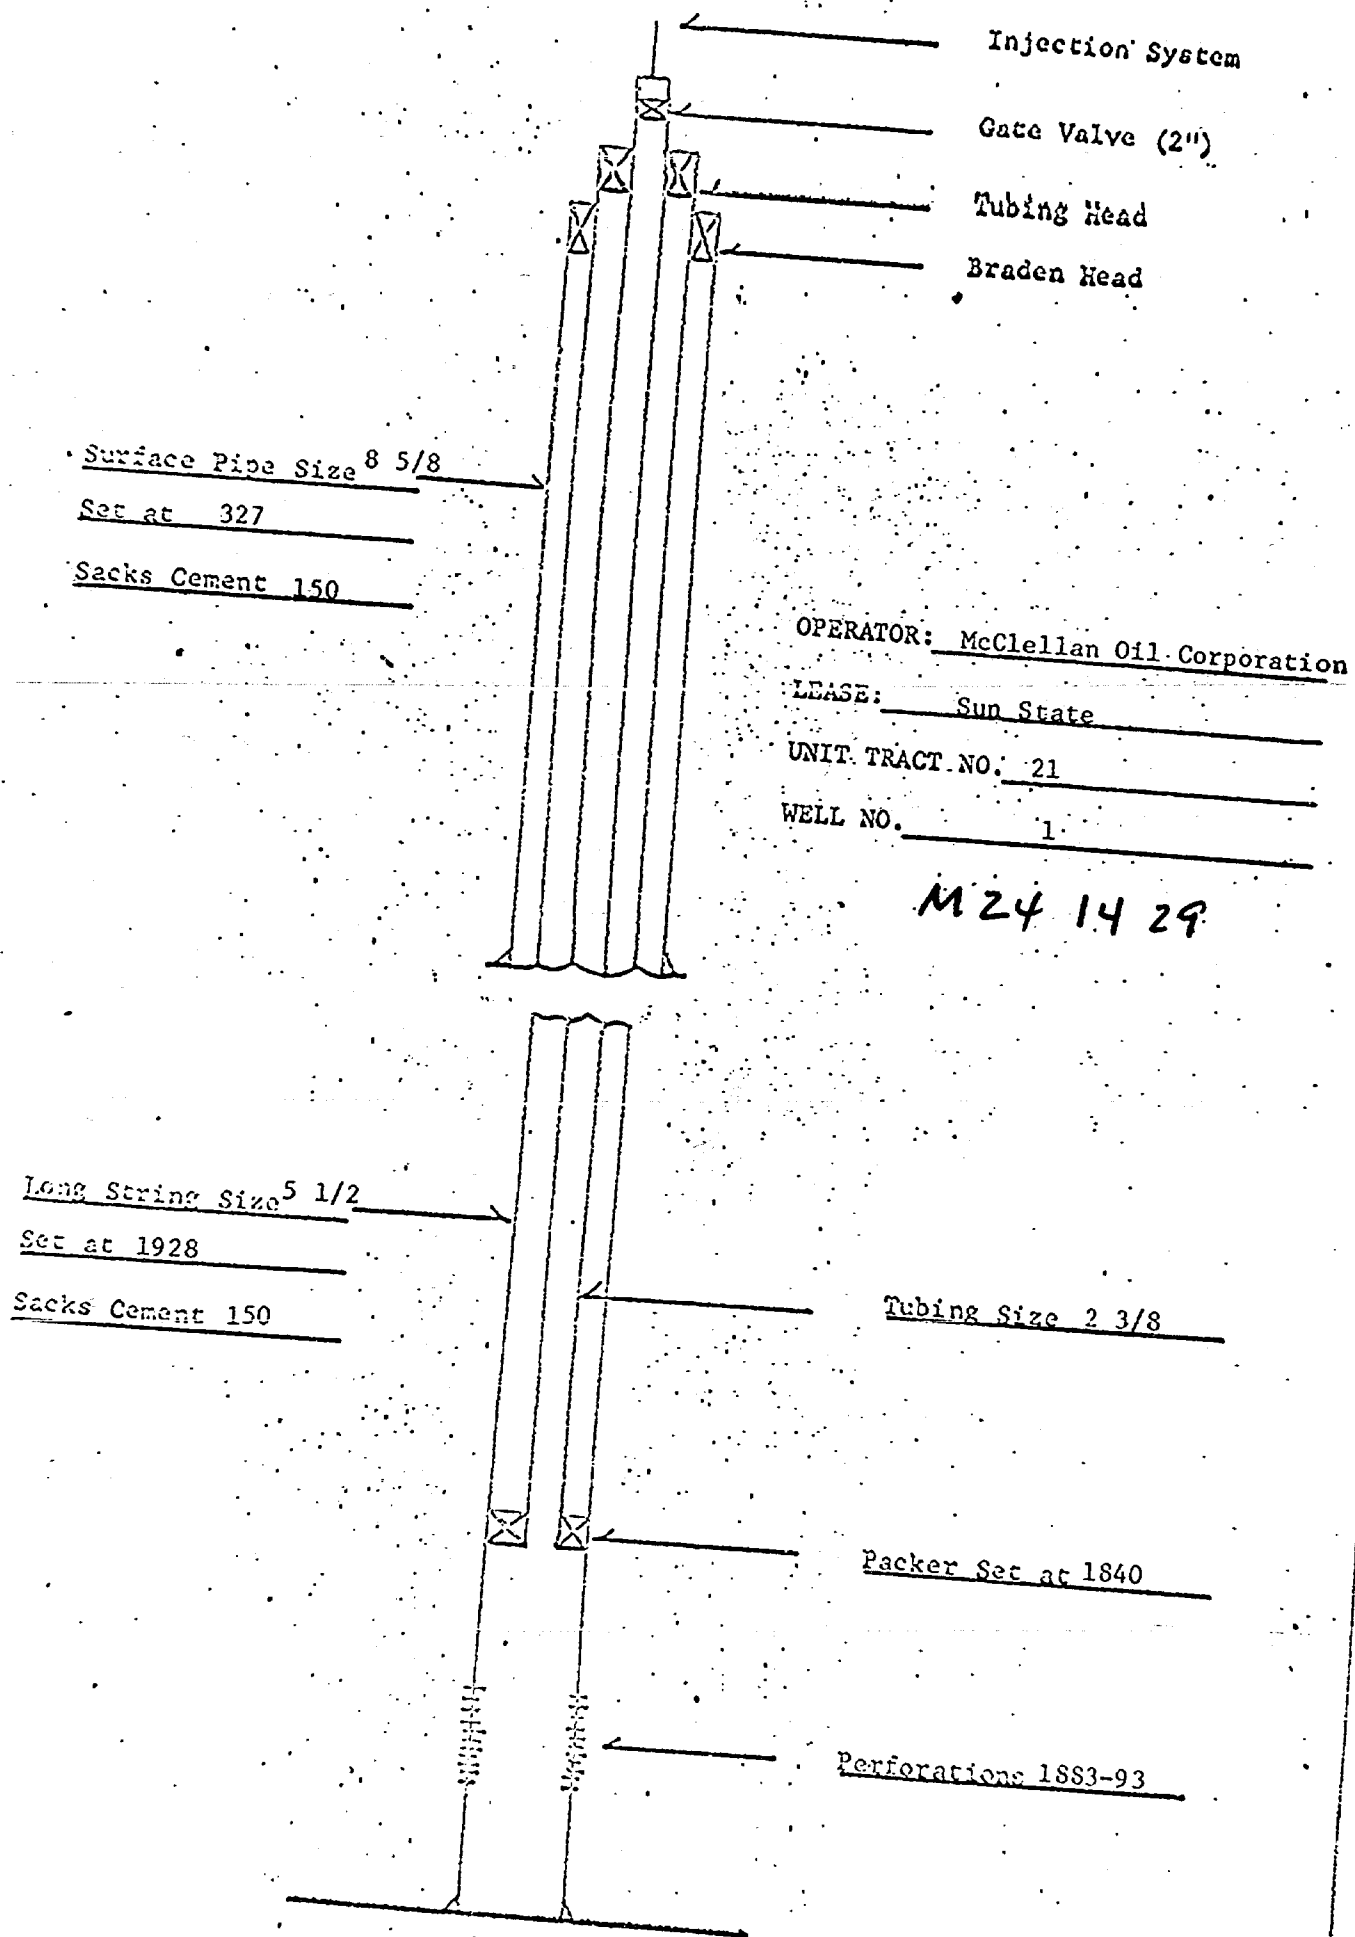 Injection System
Gate Valve (2")
Tubing Head
Braden Head
Surface Pipe Size 8 5/8
Set at 327
Sacks Cement 150
OPERATOR: McClellan Oil Corporation
LEASE: Sun State
UNIT TRACT NO. 21
WELL NO. 1
M 24 14 29
Long String Size 5 1/2
Set at 1928
Sacks Cement 150
Tubing Size 2 3/8
Packer Set at 1840
Perforations 1883-93